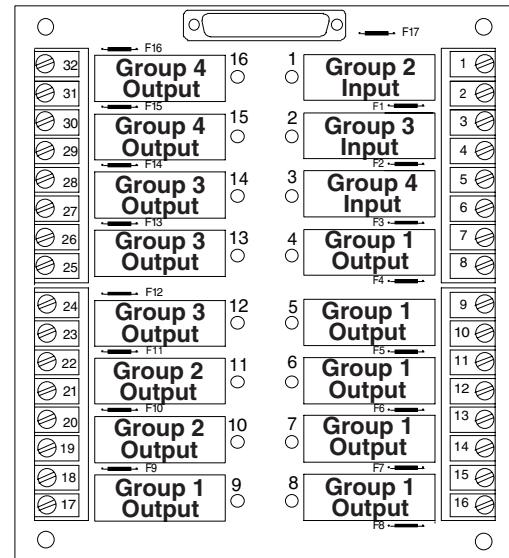 F17
F16
32
Group 4
Output
16
1
Group 2
Input
1
31
F15
F1
2
30
Group 4
Output
15
2
Group 3
Input
3
29
F14
F2
4
28
Group 3
Output
14
3
Group 4
Input
5
27
F13
F3
6
26
Group 3
Output
13
4
Group 1
Output
7
25
F4
8
24
F12
Group 3
Output
12
5
Group 1
Output
9
23
F11
F5
10
22
Group 2
Output
11
6
Group 1
Output
11
21
F10
F6
12
20
Group 2
Output
10
7
Group 1
Output
13
19
F9
F7
14
18
Group 1
Output
9
8
Group 1
Output
15
17
F8
16